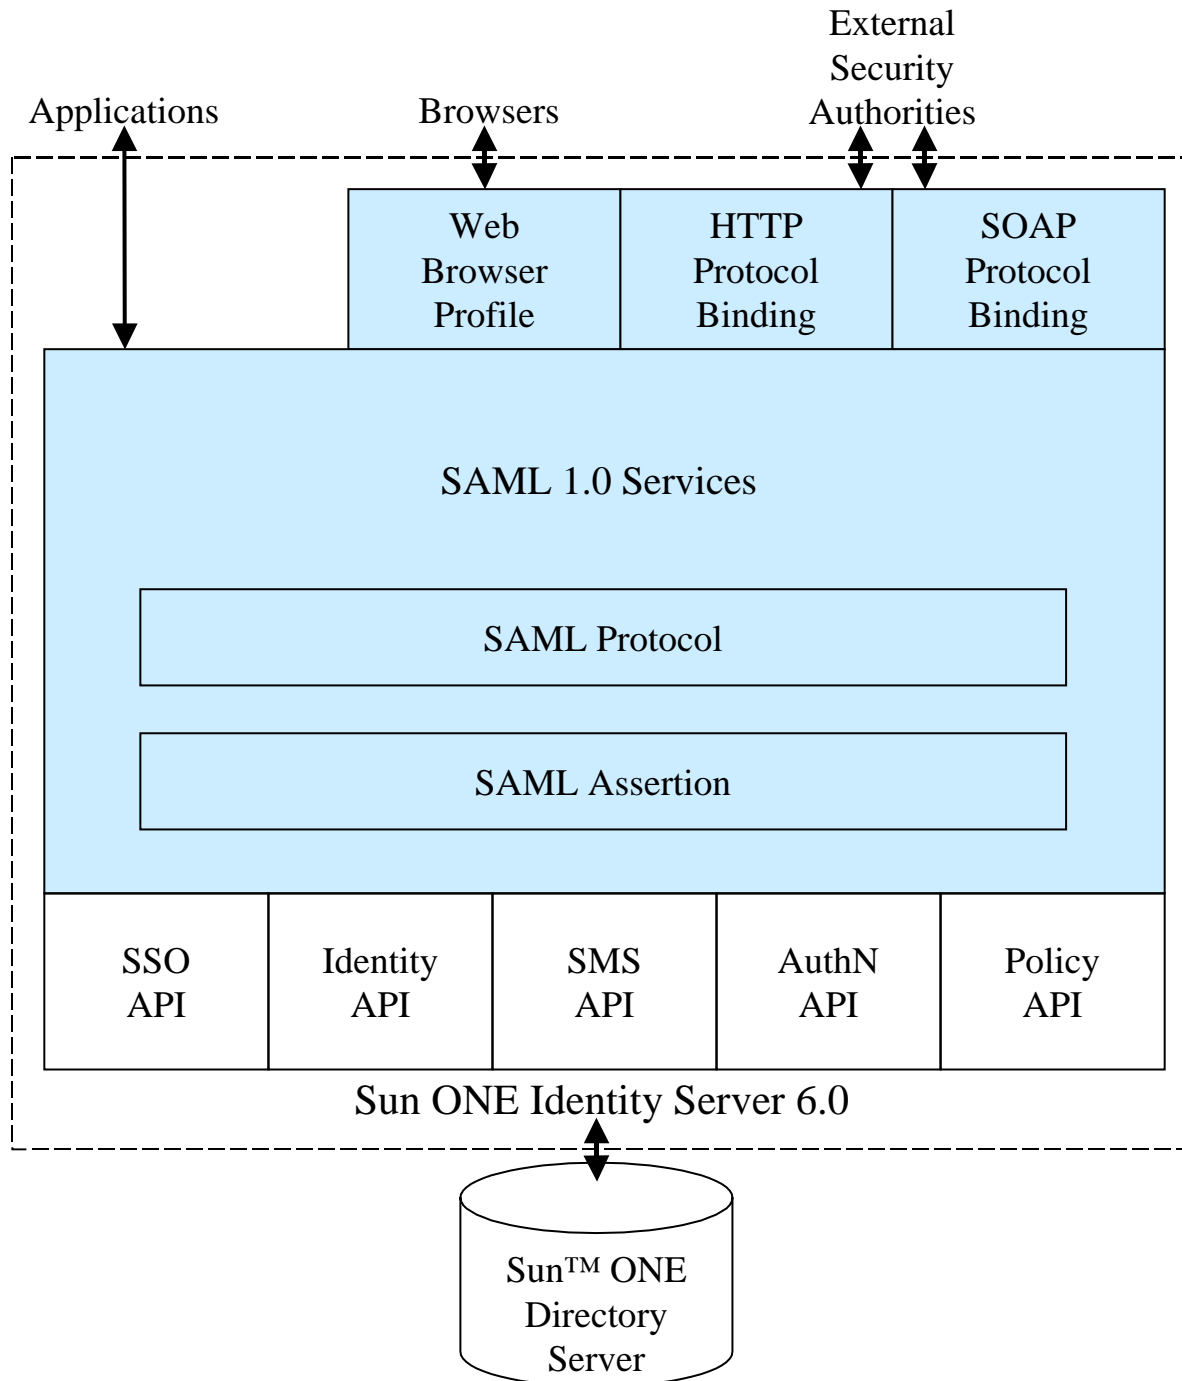 External
Security
Authorities
Applications
Browsers
Web
Browser
Profile
HTTP
Protocol
Binding
SOAP
Protocol
Binding
SAML 1.0 Services
SAML Protocol
SAML Assertion
SSO
API
Identity
API
SMS
API
AuthN
API
Policy
API
Sun ONE Identity Server 6.0
Sun™ ONE
Directory
Server